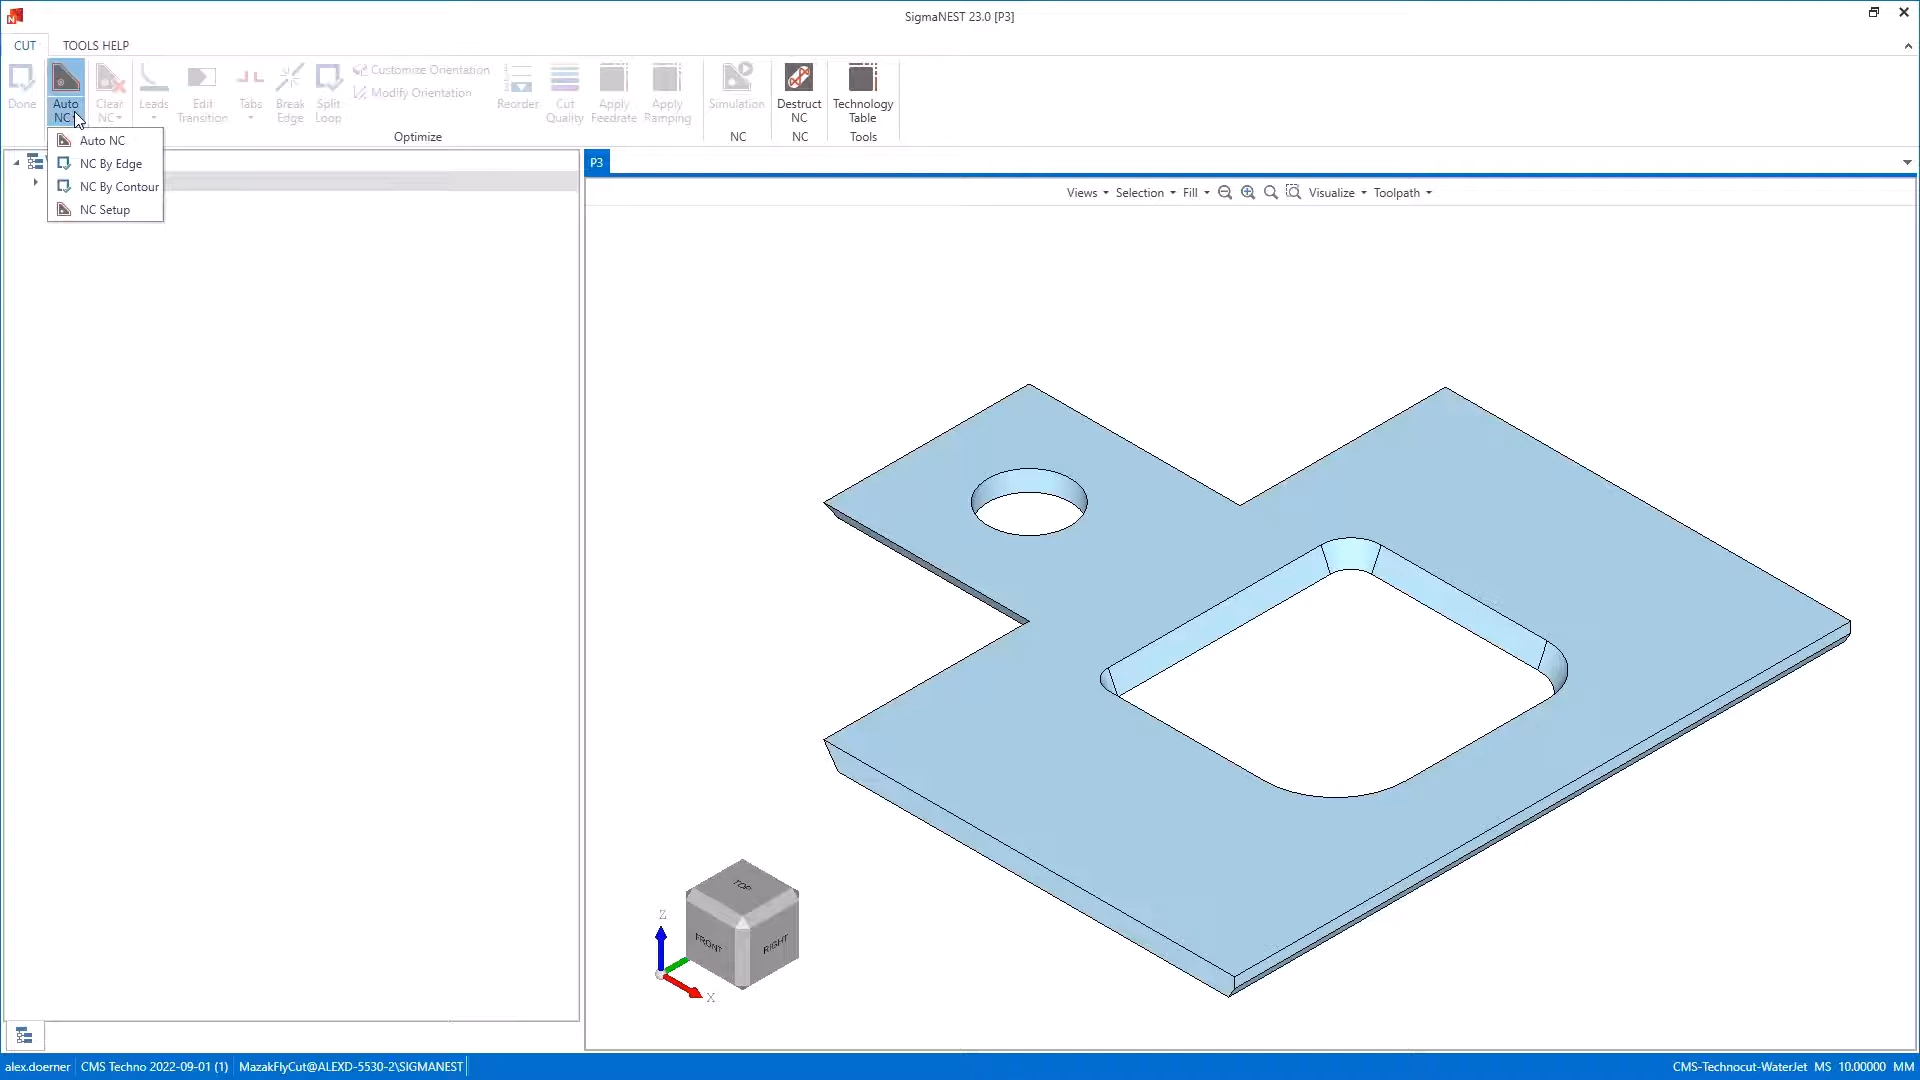 SigmaNEST 23.0 [P3]
CUT TOOLS HELP
Done
Auto NC
Clear NC
Leads
Edit Transition
Tabs
Break Edge
Split Loop
Customize Orientation
Modify Orientation
Reorder
Cut Quality
Apply Feedrate
Apply Ramping
Simulation
Destruct NC
Technology Table
Optimize NC NC Tools
Auto NC
NC By Edge
NC By Contour
NC Setup
P3
Views Selection Fill Visualize Toolpath
TOP
FRONT
RIGHT
Z
X
alex.doerner CMS Techno 2022-09-01 (1) MazakFlyCut@ALEXD-5530-2\SIGMANEST CMS-Technocut-WaterJet MS 10.00000 MM